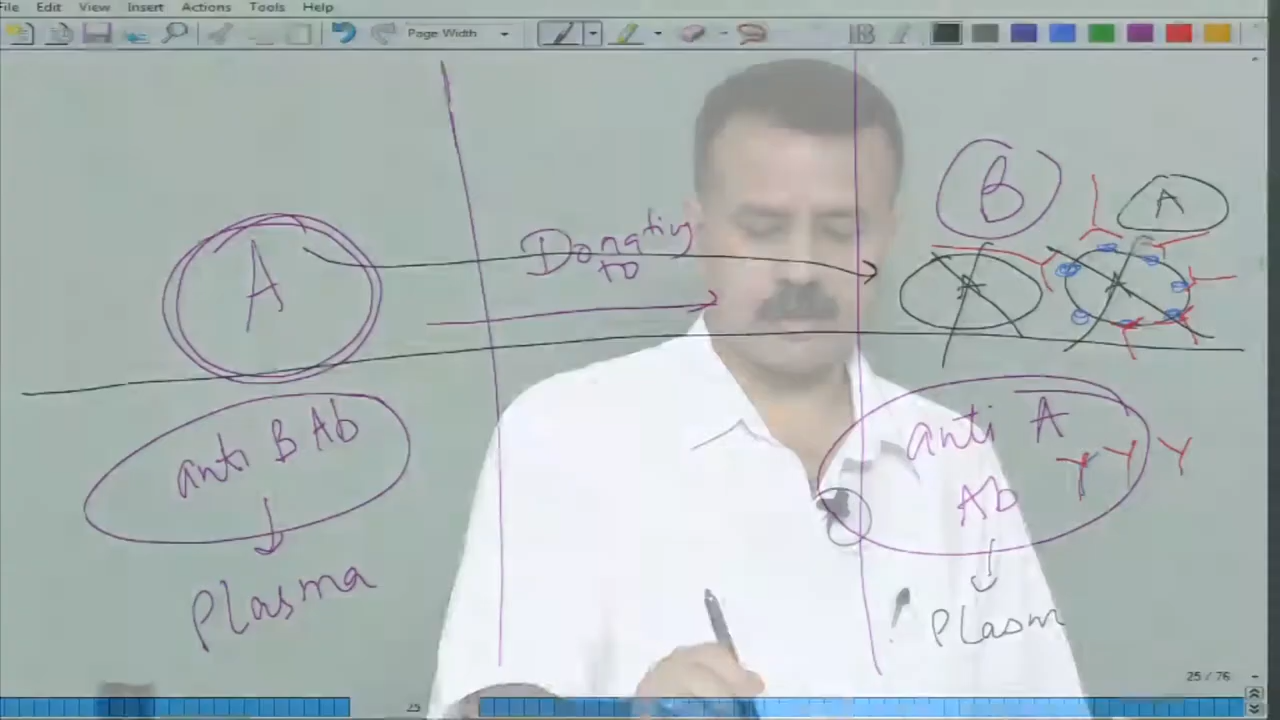 File Edit View Insert Actions Tools Help
Page Width
B I
A
Donating
to
B
A
A
A
anti B Ab
Plasma
anti A
Ab
Plasm
25 / 76
25